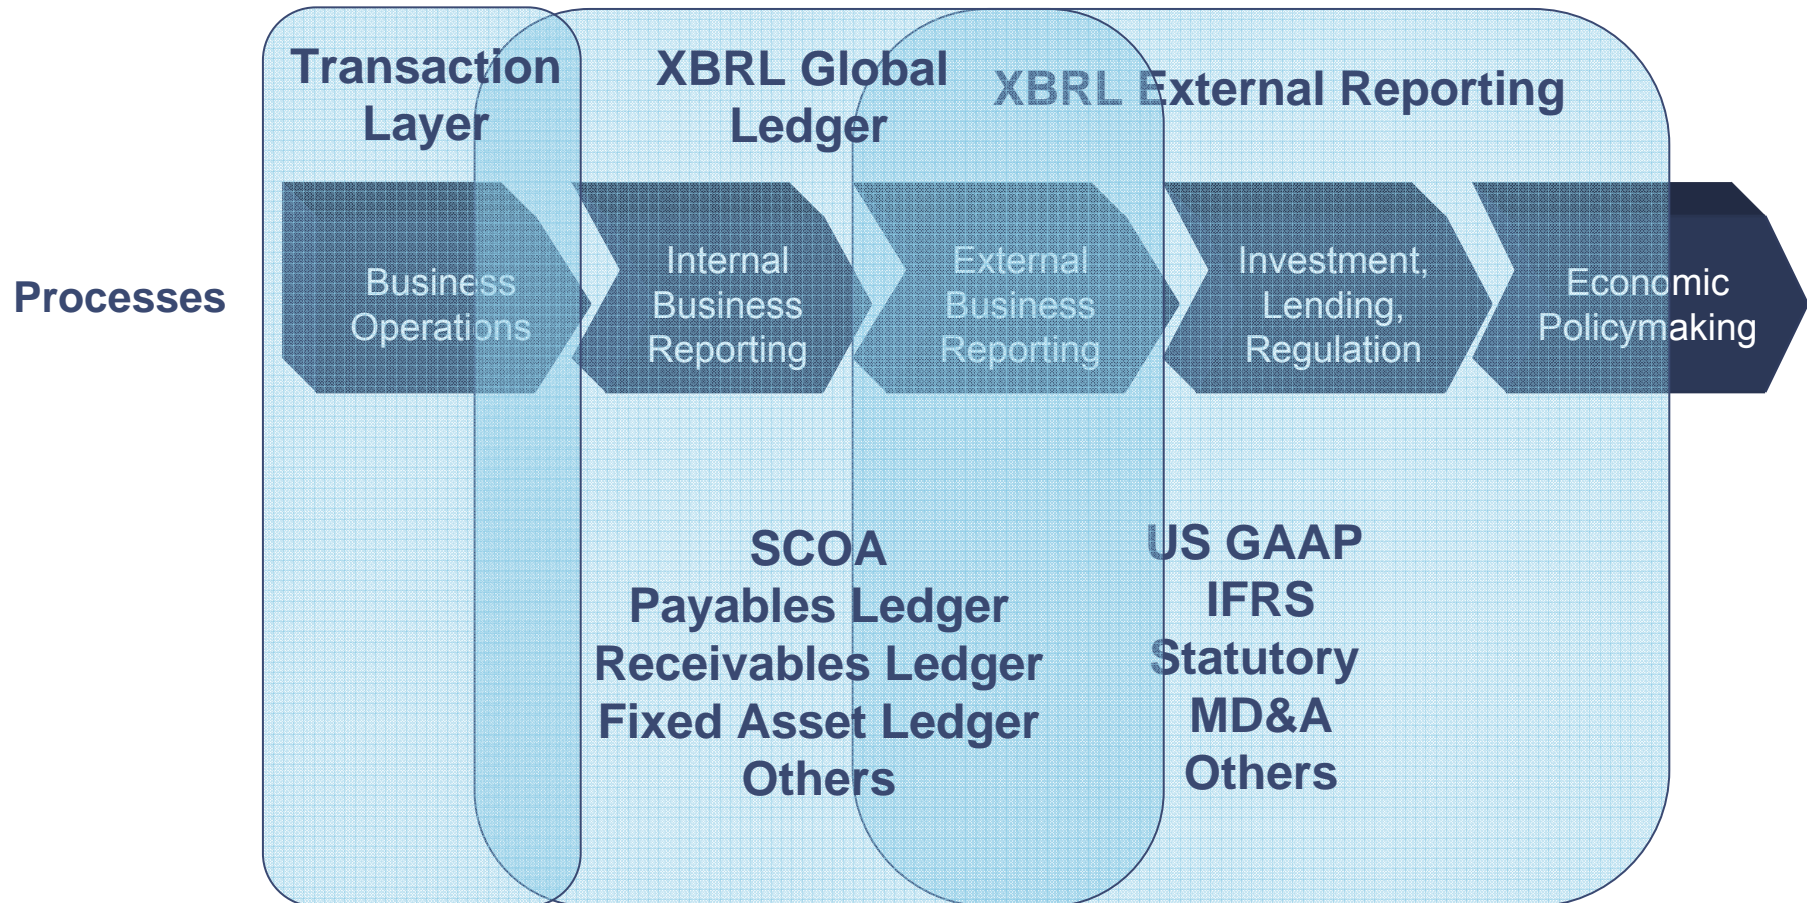 Transaction
Layer
XBRL Global
Ledger
XBRL External Reporting
Processes
Business
Operations
Internal
Business
Reporting
External
Business
Reporting
Investment,
Lending,
Regulation
Economic
Policymaking
SCOA
Payables Ledger
Receivables Ledger
Fixed Asset Ledger
Others
US GAAP
IFRS
Statutory
MD&A
Others